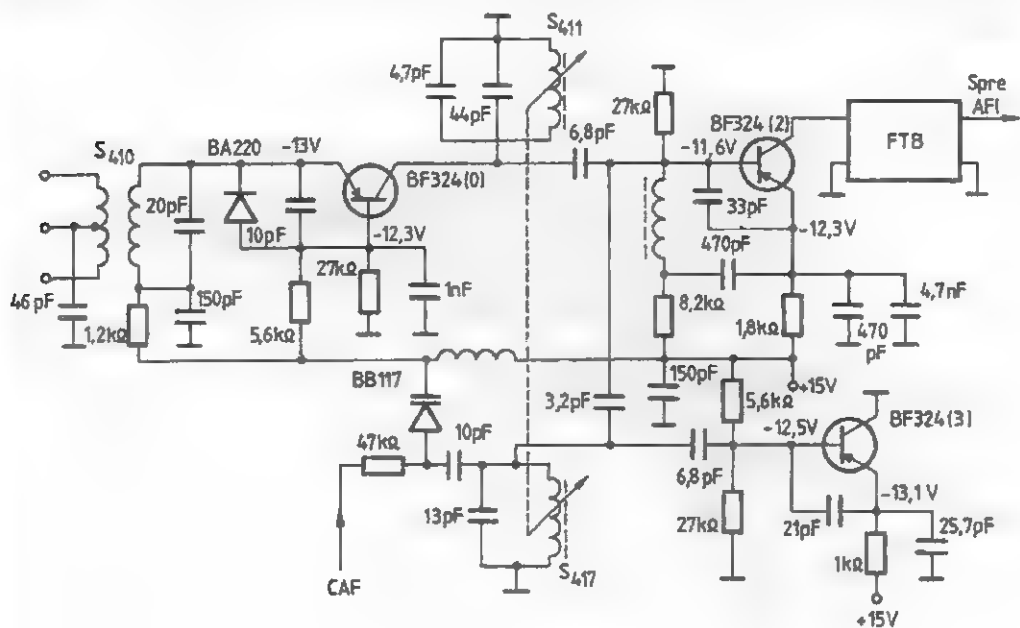 S411
4,7pF
44pF
27kΩ
6,8pF
BF324(2)
Spre
AFI
FTB
S410
BA220
-13V
BF324(0)
-11,6V
20pF
10pF
-12,3V
33pF
-12,3V
470pF
46pF
150pF
27kΩ
1nF
1,2kΩ
5,6kΩ
8,2kΩ
1,8kΩ
470
pF
4,7nF
BB117
150pF
+15V
3,2pF
5,6kΩ
BF324(3)
-12,5V
47kΩ
10pF
6,8pF
-13,1V
13pF
27kΩ
21pF
25,7pF
1kΩ
CAF
S417
+15V